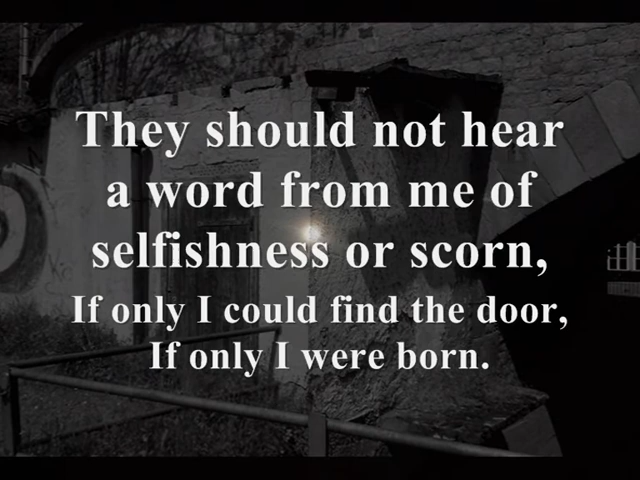 They should not hear
a word from me of
selfishness or scorn,
If only I could find the door,
If only I were born.